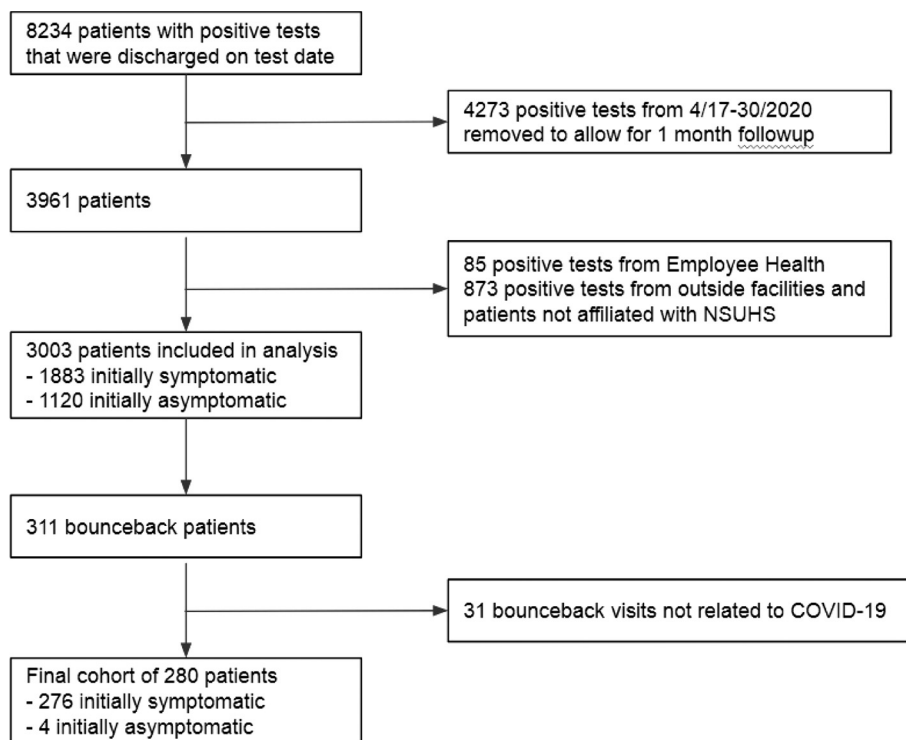 8234 patients with positive tests
that were discharged on test date
4273 positive tests from 4/17-30/2020
removed to allow for 1 month followup
3961 patients
85 positive tests from Employee Health
873 positive tests from outside facilities and
patients not affiliated with NSUHS
3003 patients included in analysis
- 1883 initially symptomatic
- 1120 initially asymptomatic
311 bounceback patients
31 bounceback visits not related to COVID-19
Final cohort of 280 patients
- 276 initially symptomatic
- 4 initially asymptomatic